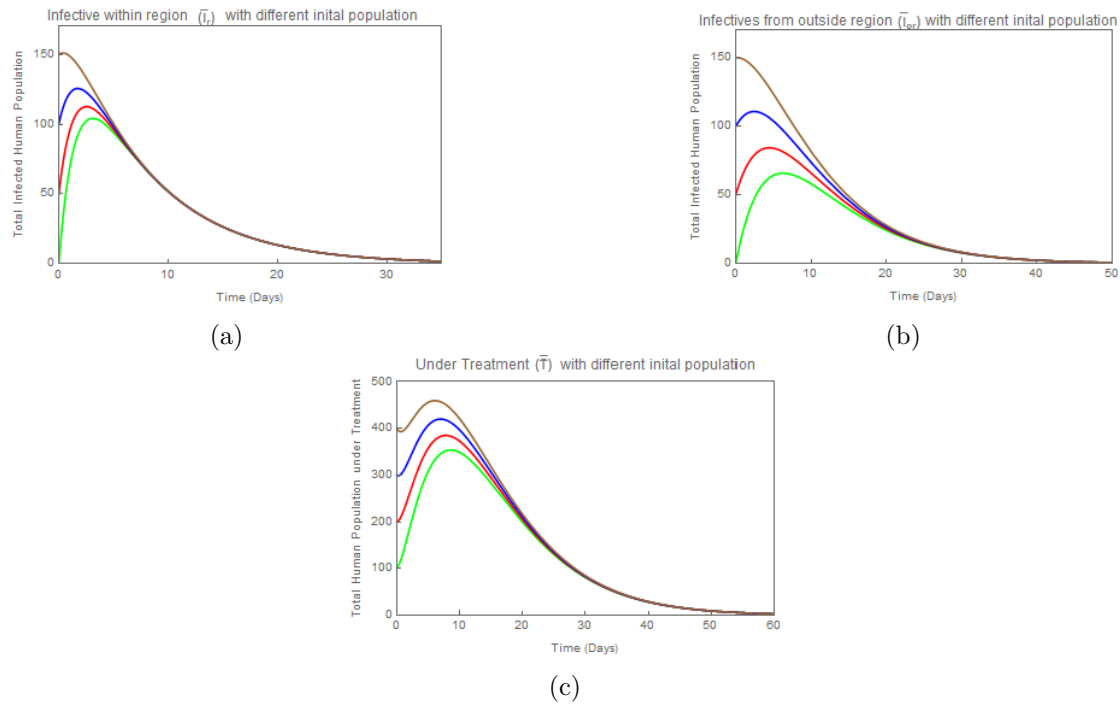 Infective within region (I̅r) with different inital population
Total Infected Human Population
150
100
50
0
0 10 20 30
Time (Days)
(a)
Infectives from outside region (I̅or) with different inital population
Total Infected Human Population
150
100
50
0
0 10 20 30 40 50
Time (Days)
(b)
Under Treatment (T̅) with different inital population
Total Human Population under Treatment
500
400
300
200
100
0
0 10 20 30 40 50 60
Time (Days)
(c)